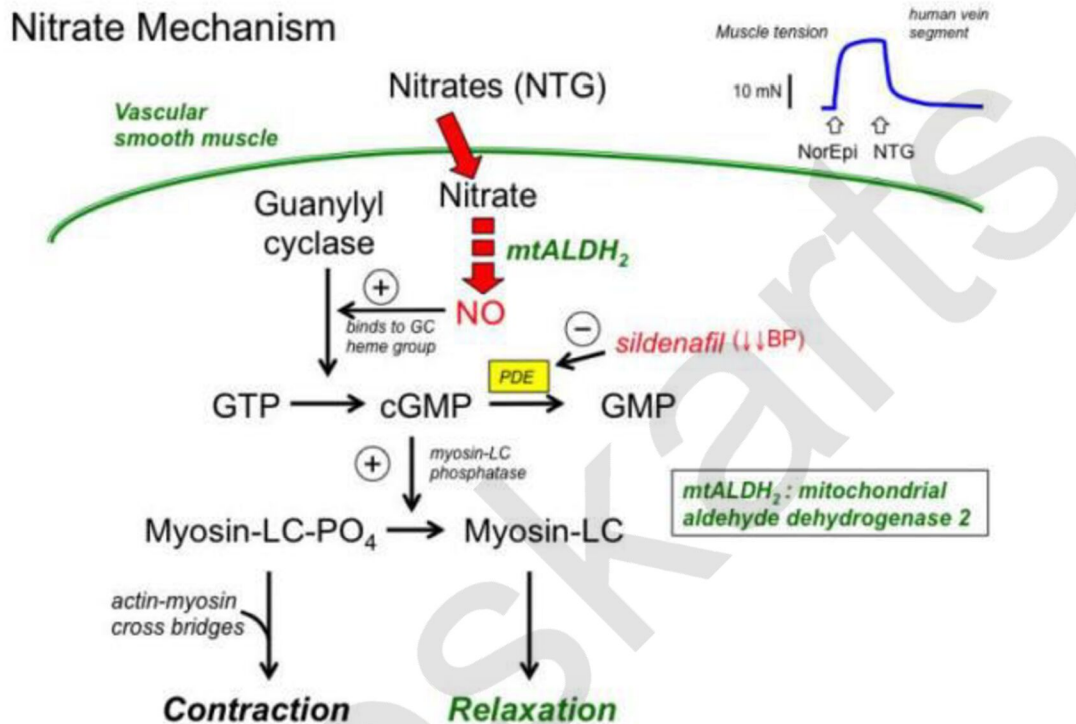 Nitrate Mechanism
Muscle tension
human vein
segment
10 mN
NorEpi
NTG
Vascular
smooth muscle
Nitrates (NTG)
Nitrate
Guanylyl
cyclase
mtALDH₂
+
NO
binds to GC
heme group
−
sildenafil (↓↓BP)
PDE
GTP
cGMP
GMP
+
myosin-LC
phosphatase
mtALDH₂ : mitochondrial
aldehyde dehydrogenase 2
Myosin-LC-PO₄
Myosin-LC
actin-myosin
cross bridges
Contraction
Relaxation